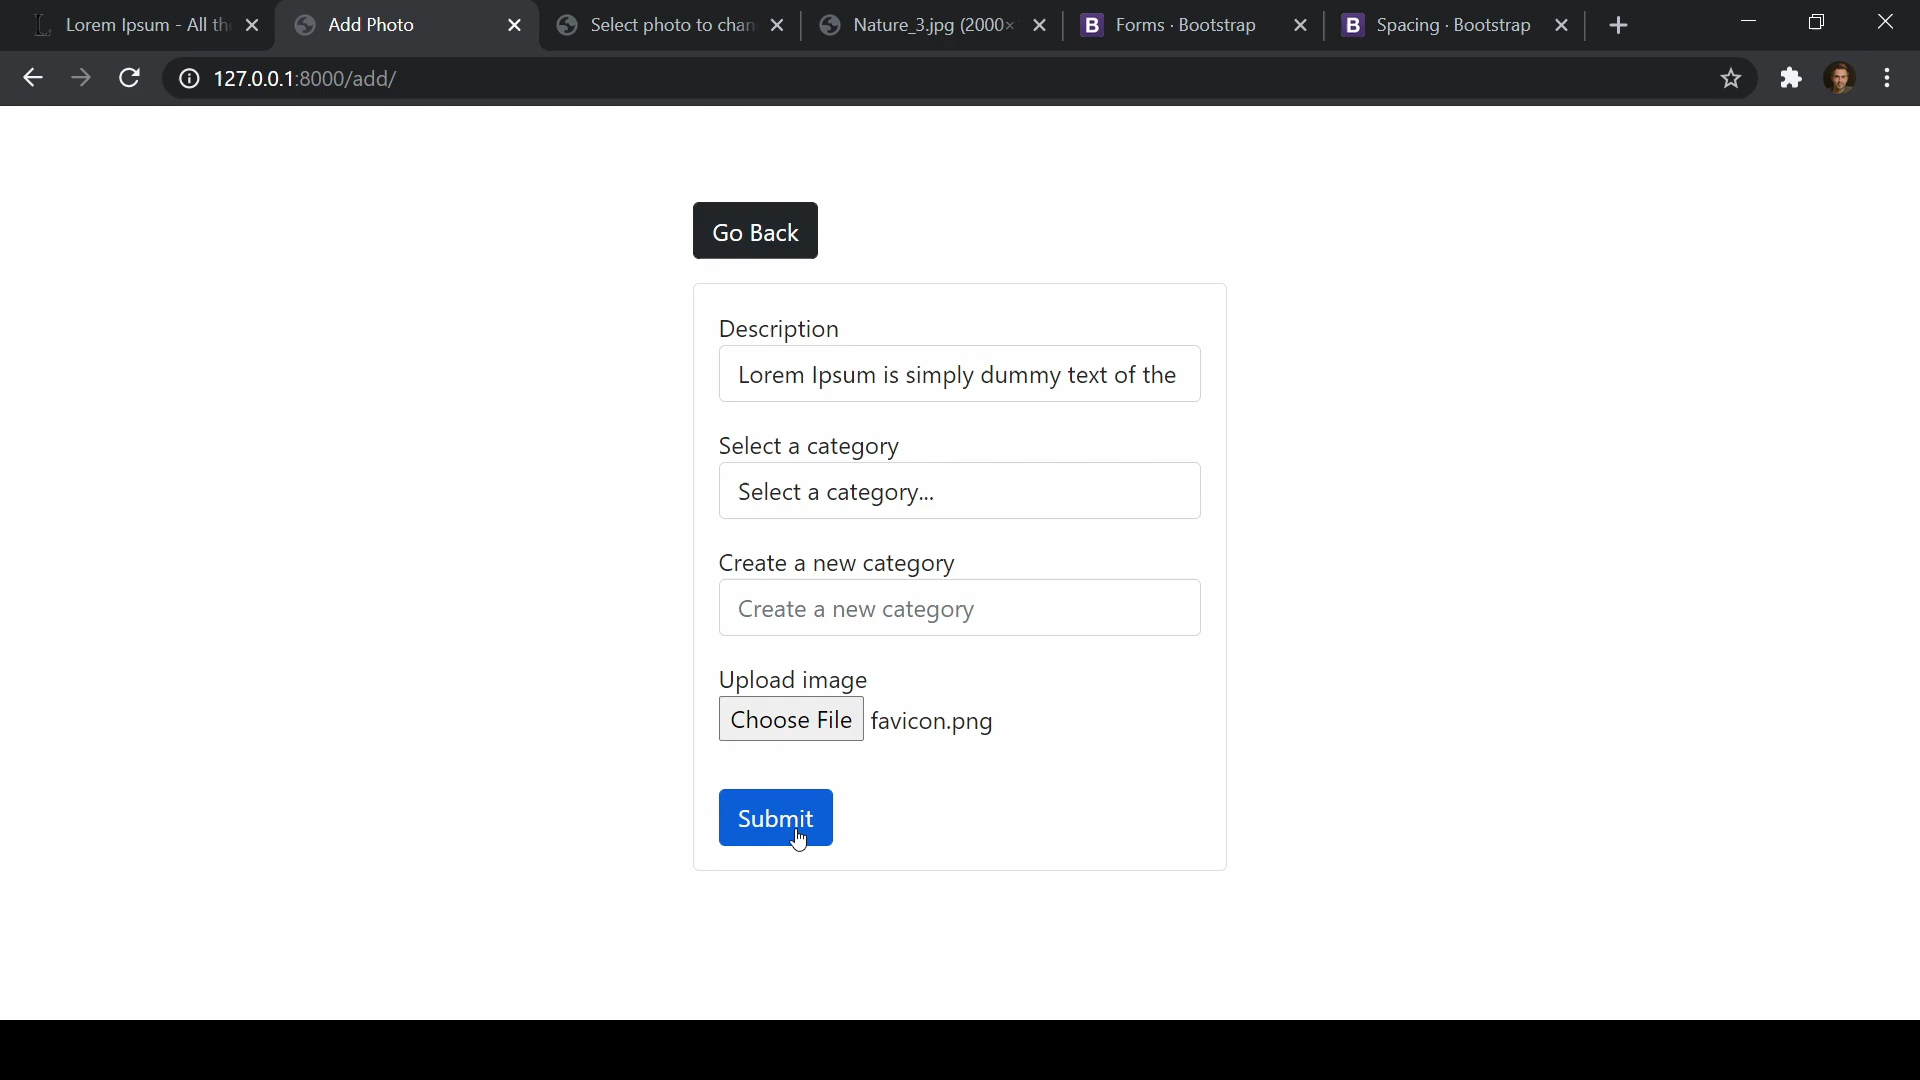 Lorem Ipsum - All th
Add Photo
Select photo to chan
Nature_3.jpg (2000×
B Forms · Bootstrap
B Spacing · Bootstrap
127.0.0.1:8000/add/
Go Back
Description
Lorem Ipsum is simply dummy text of the
Select a category
Select a category...
Create a new category
Create a new category
Upload image
Choose File favicon.png
Submit